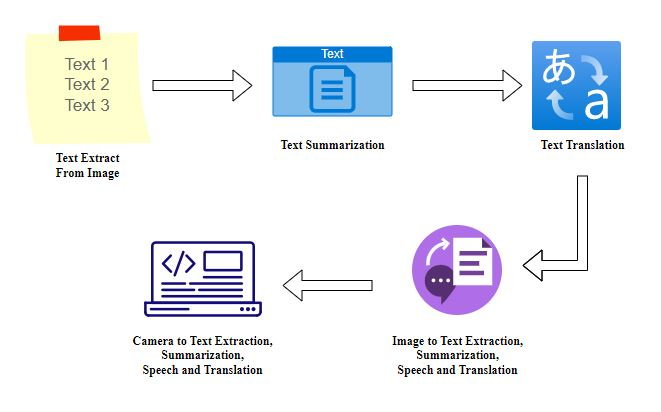 Text 1
Text 2
Text 3
Text Extract
From Image
Text
Text Summarization
あ
a
Text Translation
Image to Text Extraction,
Summarization,
Speech and Translation
</>
Camera to Text Extraction,
Summarization,
Speech and Translation